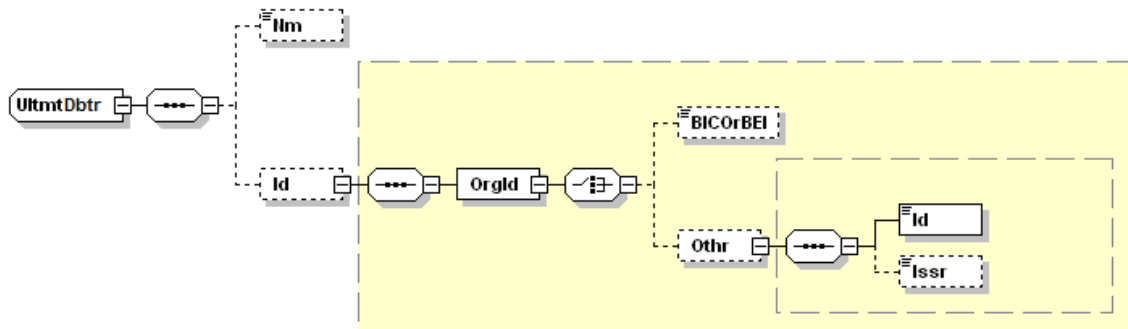 Nm
UltmtDbtr
BICOrBEI
Id
OrgId
Id
Othr
Issr